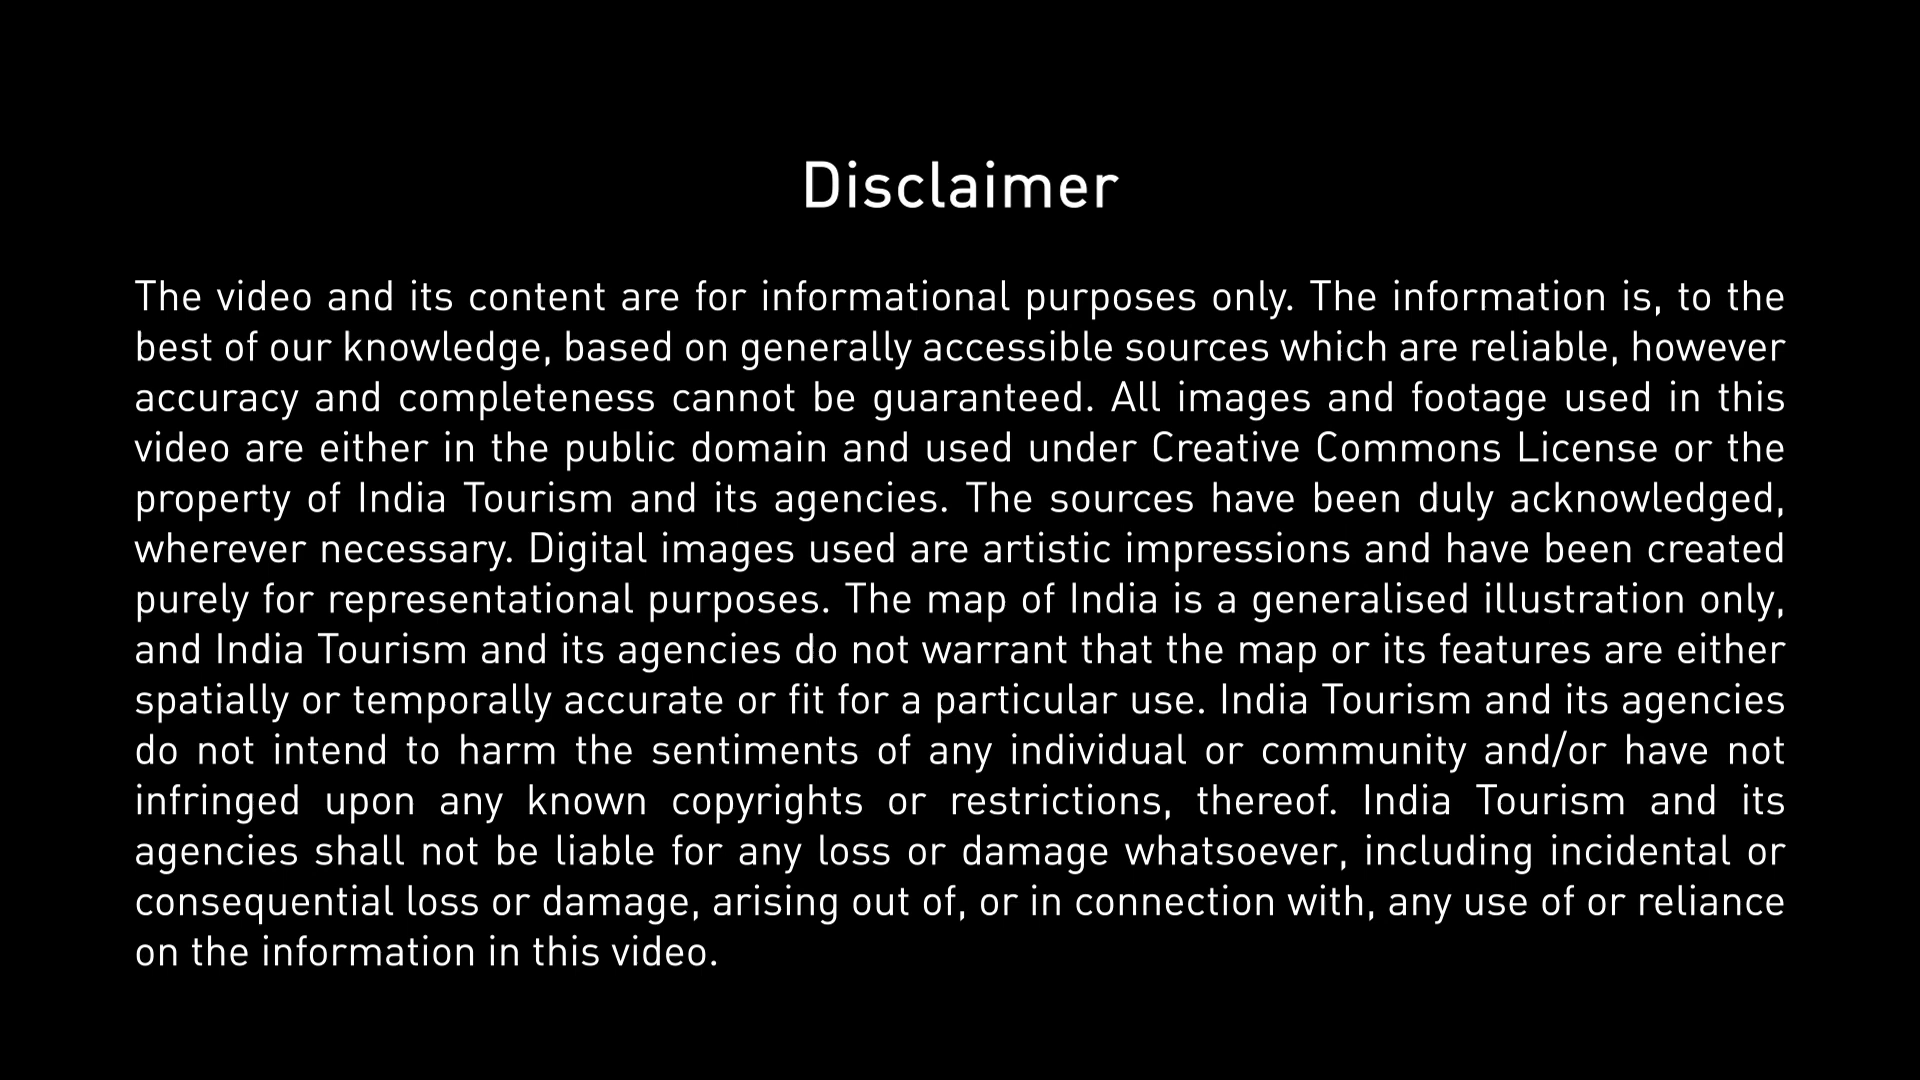 Disclaimer
The video and its content are for informational purposes only. The information is, to the
best of our knowledge, based on generally accessible sources which are reliable, however
accuracy and completeness cannot be guaranteed. All images and footage used in this
video are either in the public domain and used under Creative Commons License or the
property of India Tourism and its agencies. The sources have been duly acknowledged,
wherever necessary. Digital images used are artistic impressions and have been created
purely for representational purposes. The map of India is a generalised illustration only,
and India Tourism and its agencies do not warrant that the map or its features are either
spatially or temporally accurate or fit for a particular use. India Tourism and its agencies
do not intend to harm the sentiments of any individual or community and/or have not
infringed upon any known copyrights or restrictions, thereof. India Tourism and its
agencies shall not be liable for any loss or damage whatsoever, including incidental or
consequential loss or damage, arising out of, or in connection with, any use of or reliance
on the information in this video.